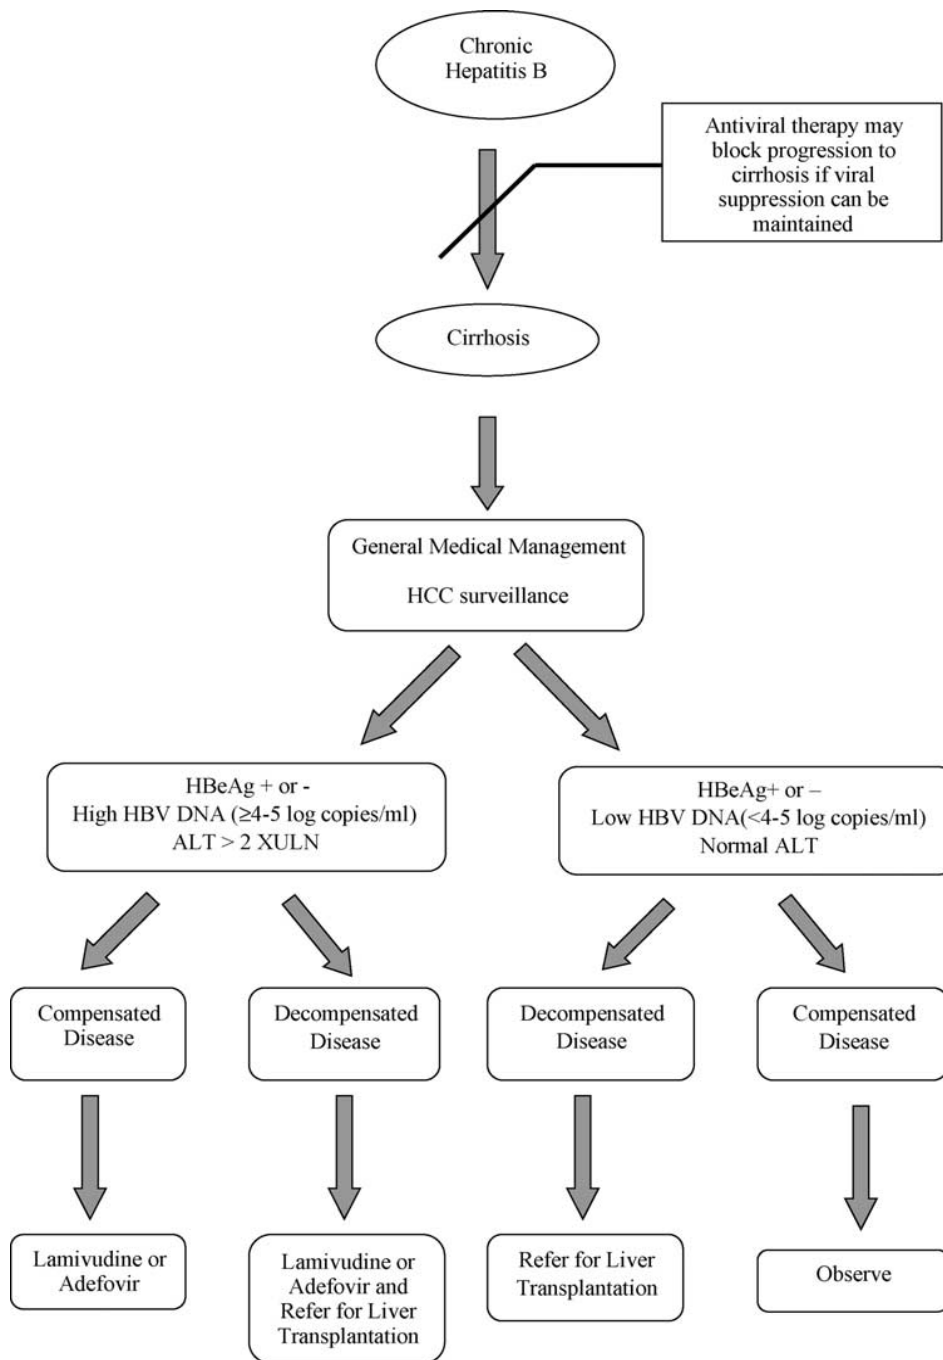 Chronic
Hepatitis B
Antiviral therapy may
block progression to
cirrhosis if viral
suppression can be
maintained
Cirrhosis
General Medical Management
HCC surveillance
HBeAg + or -
High HBV DNA (≥4-5 log copies/ml)
ALT > 2 XULN
HBeAg+ or –
Low HBV DNA(<4-5 log copies/ml)
Normal ALT
Compensated
Disease
Decompensated
Disease
Decompensated
Disease
Compensated
Disease
Lamivudine or
Adefovir
Lamivudine or
Adefovir and
Refer for Liver
Transplantation
Refer for Liver
Transplantation
Observe